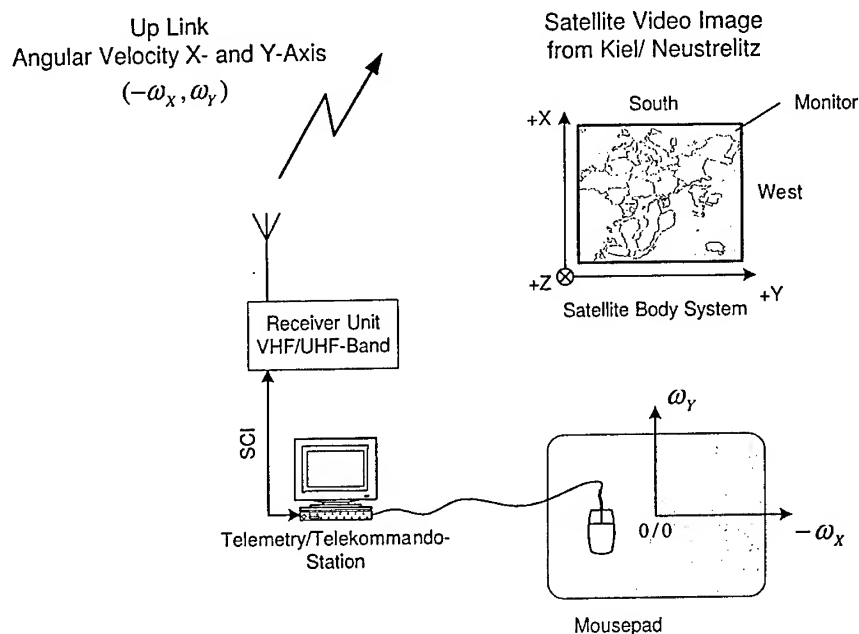 Up Link
Angular Velocity X- and Y-Axis
(−ω_X, ω_Y)
Satellite Video Image
from Kiel/ Neustrelitz
South
Monitor
+X
West
+Z
+Y
Satellite Body System
Receiver Unit
VHF/UHF-Band
SCI
Telemetry/Telekommando-
Station
ω_Y
0/0
−ω_X
Mousepad